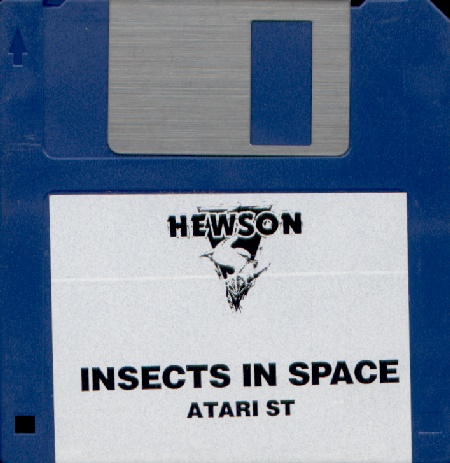 HEWSON
INSECTS IN SPACE
ATARI ST